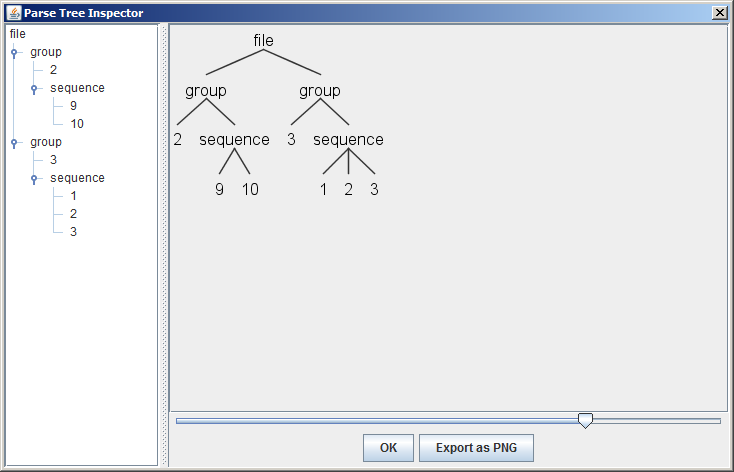 Parse Tree Inspector
file
group
2
sequence
9
10
group
3
sequence
1
2
3
file
group group
2 sequence 3 sequence
9 10 1 2 3
OK Export as PNG